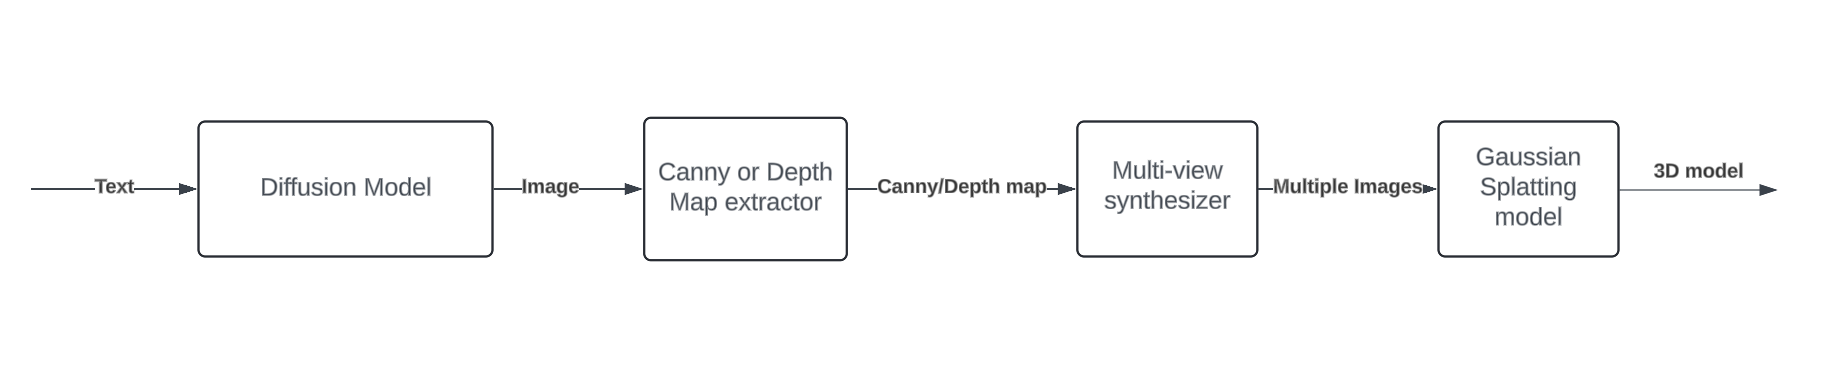 Text
Diffusion Model
Image
Canny or Depth
Map extractor
Canny/Depth map
Multi-view
synthesizer
Multiple Images
Gaussian
Splatting
model
3D model